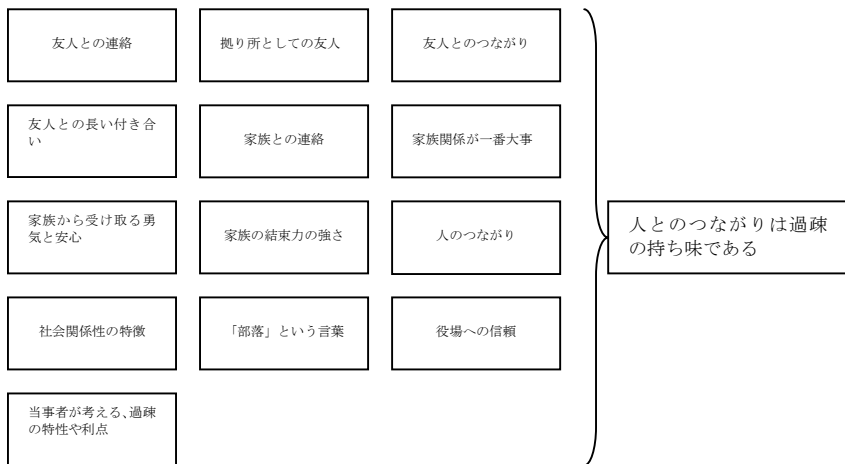 友人との連絡
拠り所としての友人
友人とのつながり
友人との長い付き合
い
家族との連絡
家族関係が一番大事
家族から受け取る勇
気と安心
家族の結束力の強さ
人のつながり
社会関係性の特徴
「部落」という言葉
役場への信頼
当事者が考える、過疎
の特性や利点
人とのつながりは過疎
の持ち味である